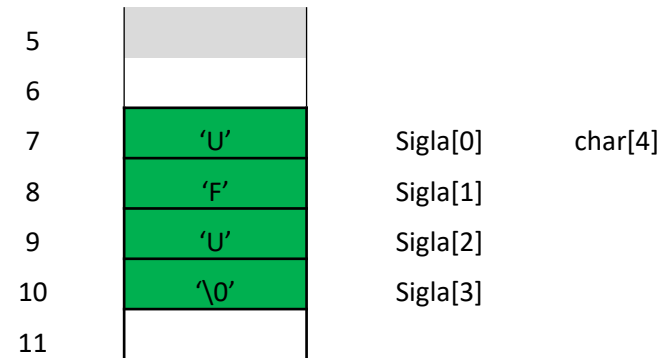 5
6
7 ‘U’ Sigla[0] char[4]
8 ‘F’ Sigla[1]
9 ‘U’ Sigla[2]
10 ‘\0’ Sigla[3]
11